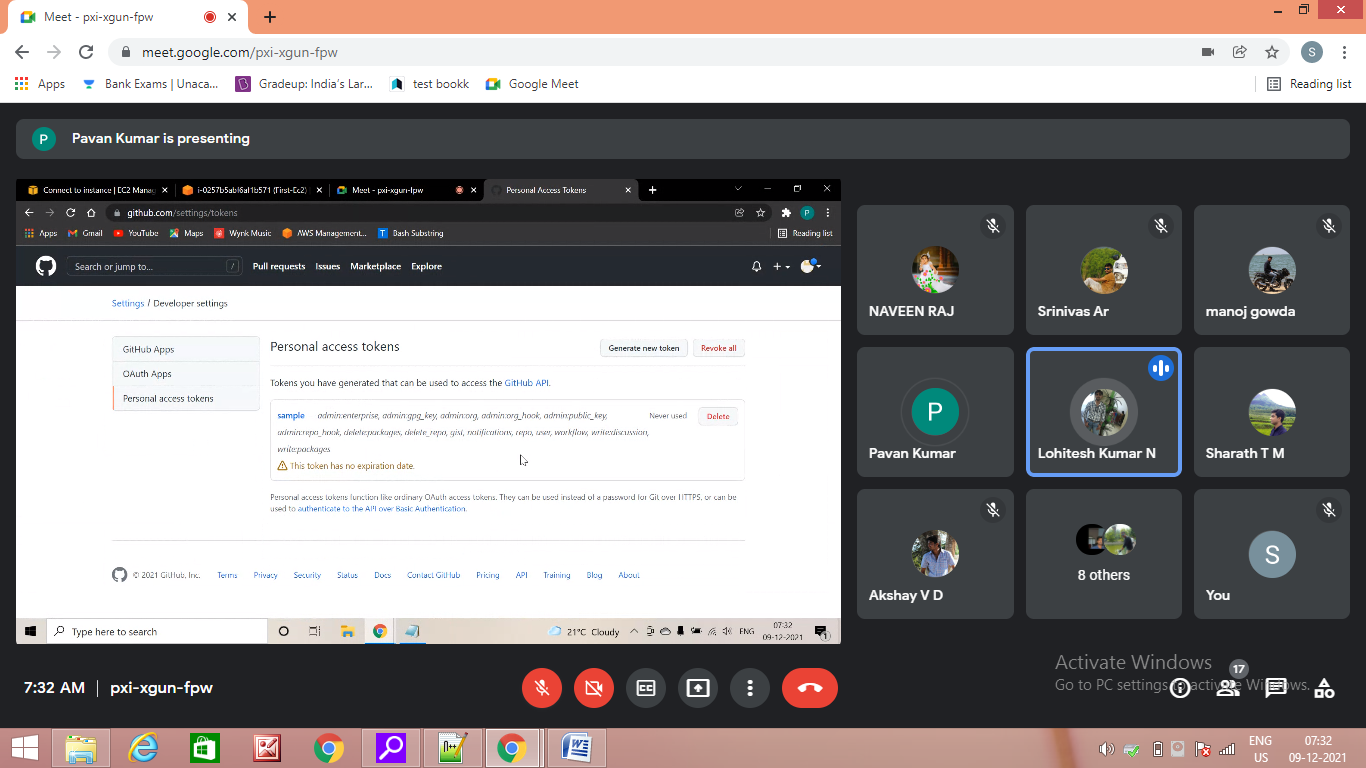 Meet - pxi-xgun-fpw
meet.google.com/pxi-xgun-fpw
S
Apps
Bank Exams | Unaca...
Gradeup: India's Lar...
test bookk
Google Meet
Reading list
P
Pavan Kumar is presenting
Connect to instance | EC2 Manag
i-0257b5abf6af1b571 (First-Ec2)
Meet - pxi-xgun-fpw
Personal Access Tokens
github.com/settings/tokens
P
Apps
Gmail
YouTube
Maps
Wynk Music
AWS Management...
T
Bash Substring
Reading list
Search or jump to...
/
Pull requests
Issues
Marketplace
Explore
Settings / Developer settings
GitHub Apps
OAuth Apps
Personal access tokens
Personal access tokens
Generate new token
Revoke all
Tokens you have generated that can be used to access the GitHub API.
sample admin:enterprise, admin:gpg_key, admin:org, admin:org_hook, admin:public_key,
admin:repo_hook, delete:packages, delete_repo, gist, notifications, repo, user, workflow, write:discussion,
write:packages
Never used
Delete
This token has no expiration date.
Personal access tokens function like ordinary OAuth access tokens. They can be used instead of a password for Git over HTTPS, or can be
used to authenticate to the API over Basic Authentication.
© 2021 GitHub, Inc.
Terms
Privacy
Security
Status
Docs
Contact GitHub
Pricing
API
Training
Blog
About
Type here to search
21°C Cloudy
ENG
07:32
09-12-2021
1
NAVEEN RAJ
Srinivas Ar
manoj gowda
P
Pavan Kumar
Lohitesh Kumar N
Sharath T M
Akshay V D
8 others
S
You
7:32 AM | pxi-xgun-fpw
Activate Windows
Go to PC settings to activate Windows.
17
N++
W
ENG
US
07:32
09-12-2021